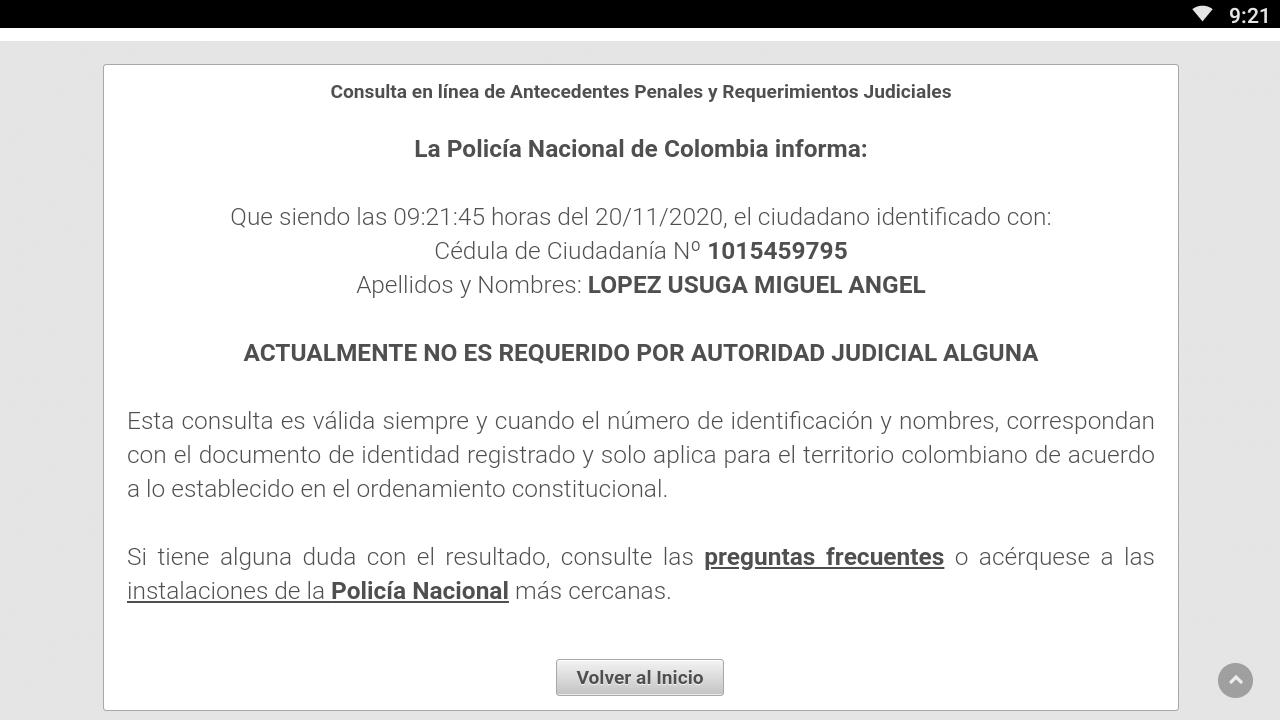 9:21
Consulta en línea de Antecedentes Penales y Requerimientos Judiciales
La Policía Nacional de Colombia informa:
Que siendo las 09:21:45 horas del 20/11/2020, el ciudadano identificado con:
Cédula de Ciudadanía Nº 1015459795
Apellidos y Nombres: LOPEZ USUGA MIGUEL ANGEL
ACTUALMENTE NO ES REQUERIDO POR AUTORIDAD JUDICIAL ALGUNA
Esta consulta es válida siempre y cuando el número de identificación y nombres, correspondan
con el documento de identidad registrado y solo aplica para el territorio colombiano de acuerdo
a lo establecido en el ordenamiento constitucional.
Si tiene alguna duda con el resultado, consulte las preguntas frecuentes o acérquese a las
instalaciones de la Policía Nacional más cercanas.
Volver al Inicio